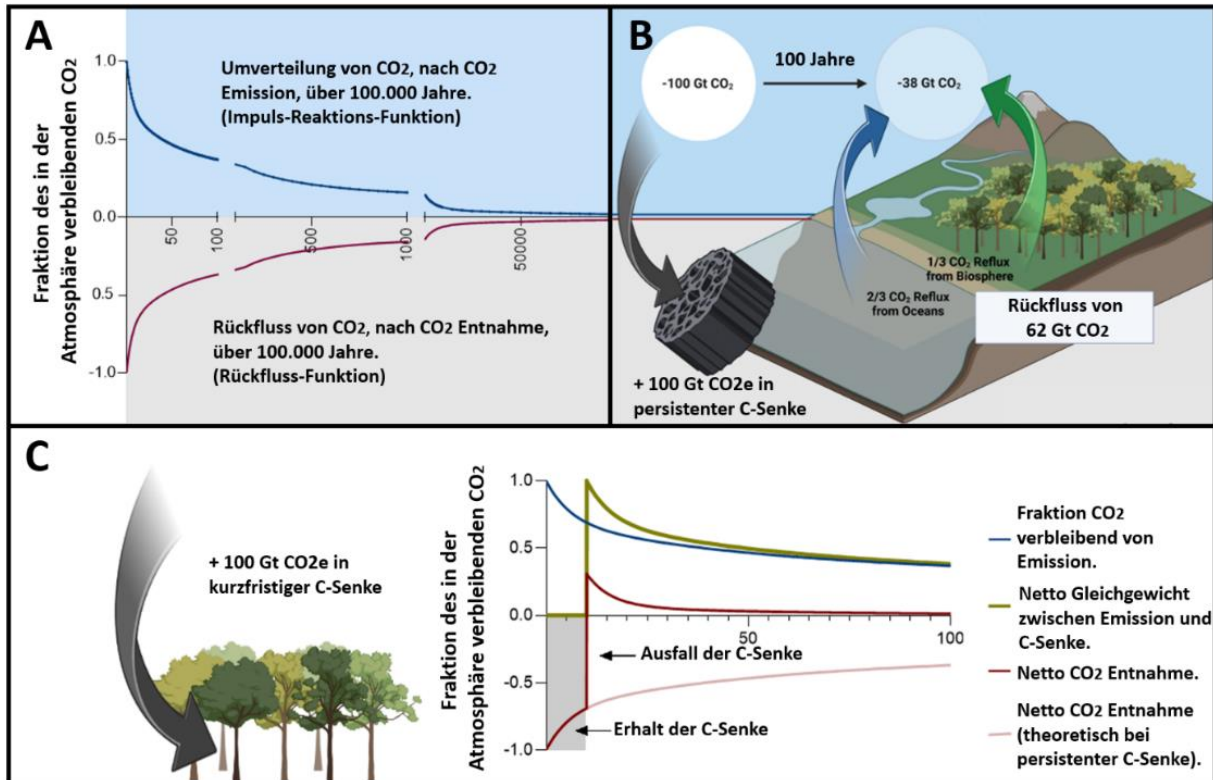 A
Fraktion des in der
Atmosphäre verbleibenden CO2
1.0
0.5
0.0
0.5
-1.0
50
100
500
1000
50000
Umverteilung von CO2, nach CO2
Emission, über 100.000 Jahre.
(Impuls-Reaktions-Funktion)
Rückfluss von CO2, nach CO2 Entnahme,
über 100.000 Jahre.
(Rückfluss-Funktion)
B
-100 Gt CO2
100 Jahre
-38 Gt CO2
1/3 CO2 Reflux
from Biosphere
2/3 CO2 Reflux
from Oceans
Rückfluss von
62 Gt CO2
+ 100 Gt CO2e in
persistenter C-Senke
C
+ 100 Gt CO2e in
kurzfristiger C-Senke
Fraktion des in der
Atmosphäre verbleibenden CO2
1.0
0.5
0.0
-0.5
-1.0
50
100
Ausfall der C-Senke
Erhalt der C-Senke
Fraktion CO2
verbleibend von
Emission.
Netto Gleichgewicht
zwischen Emission und
C-Senke.
Netto CO2 Entnahme.
Netto CO2 Entnahme
(theoretisch bei
persistenter C-Senke).